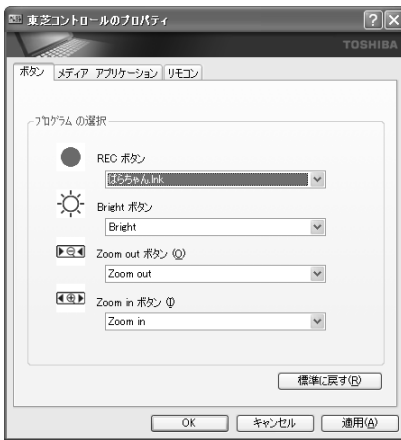 東芝コントロールのプロパティ
TOSHIBA
ボタン メディア アプリケーション リモコン
プログラム の選択
REC ボタン
ぱらちゃん.lnk
Bright ボタン
Bright
Zoom out ボタン (O)
Zoom out
Zoom in ボタン (I)
Zoom in
標準に戻す(R)
OK キャンセル 適用(A)